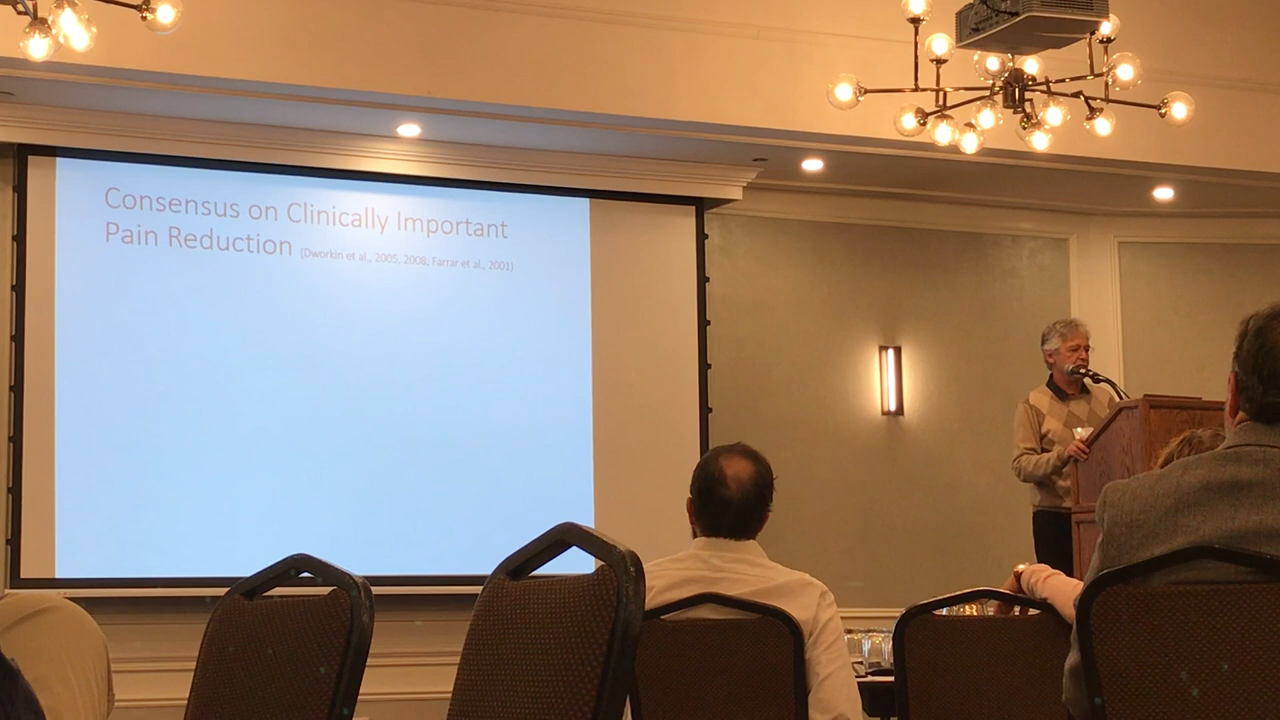 Consensus on Clinically Important
Pain Reduction (Dworkin et al., 2005, 2008; Farrar et al., 2001)